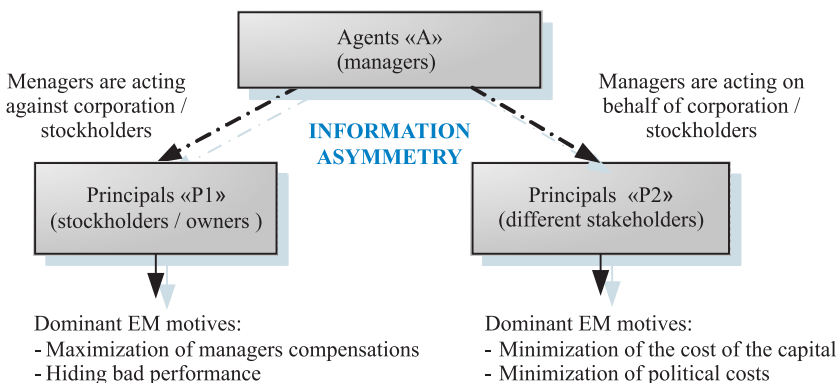 Agents «A»
(managers)
Menagers are acting
against corporation /
stockholders
INFORMATION
ASYMMETRY
Managers are acting on
behalf of corporation /
stockholders
Principals «P1»
(stockholders / owners )
Principals «P2»
(different stakeholders)
Dominant EM motives:
- Maximization of managers compensations
- Hiding bad performance
Dominant EM motives:
- Minimization of the cost of the capital
- Minimization of political costs